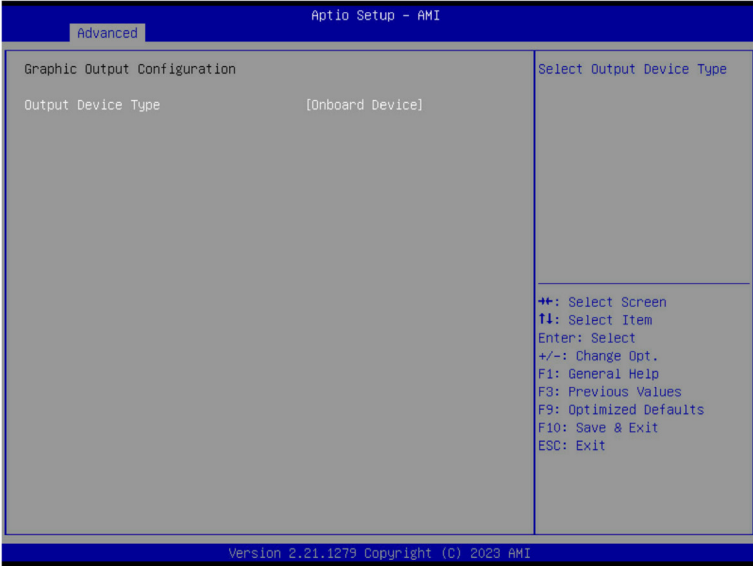 Aptio Setup – AMI
Advanced
Graphic Output Configuration
Output Device Type [Onboard Device]
Select Output Device Type
→←: Select Screen
↑↓: Select Item
Enter: Select
+/-: Change Opt.
F1: General Help
F3: Previous Values
F9: Optimized Defaults
F10: Save & Exit
ESC: Exit
Version 2.21.1279 Copyright (C) 2023 AMI